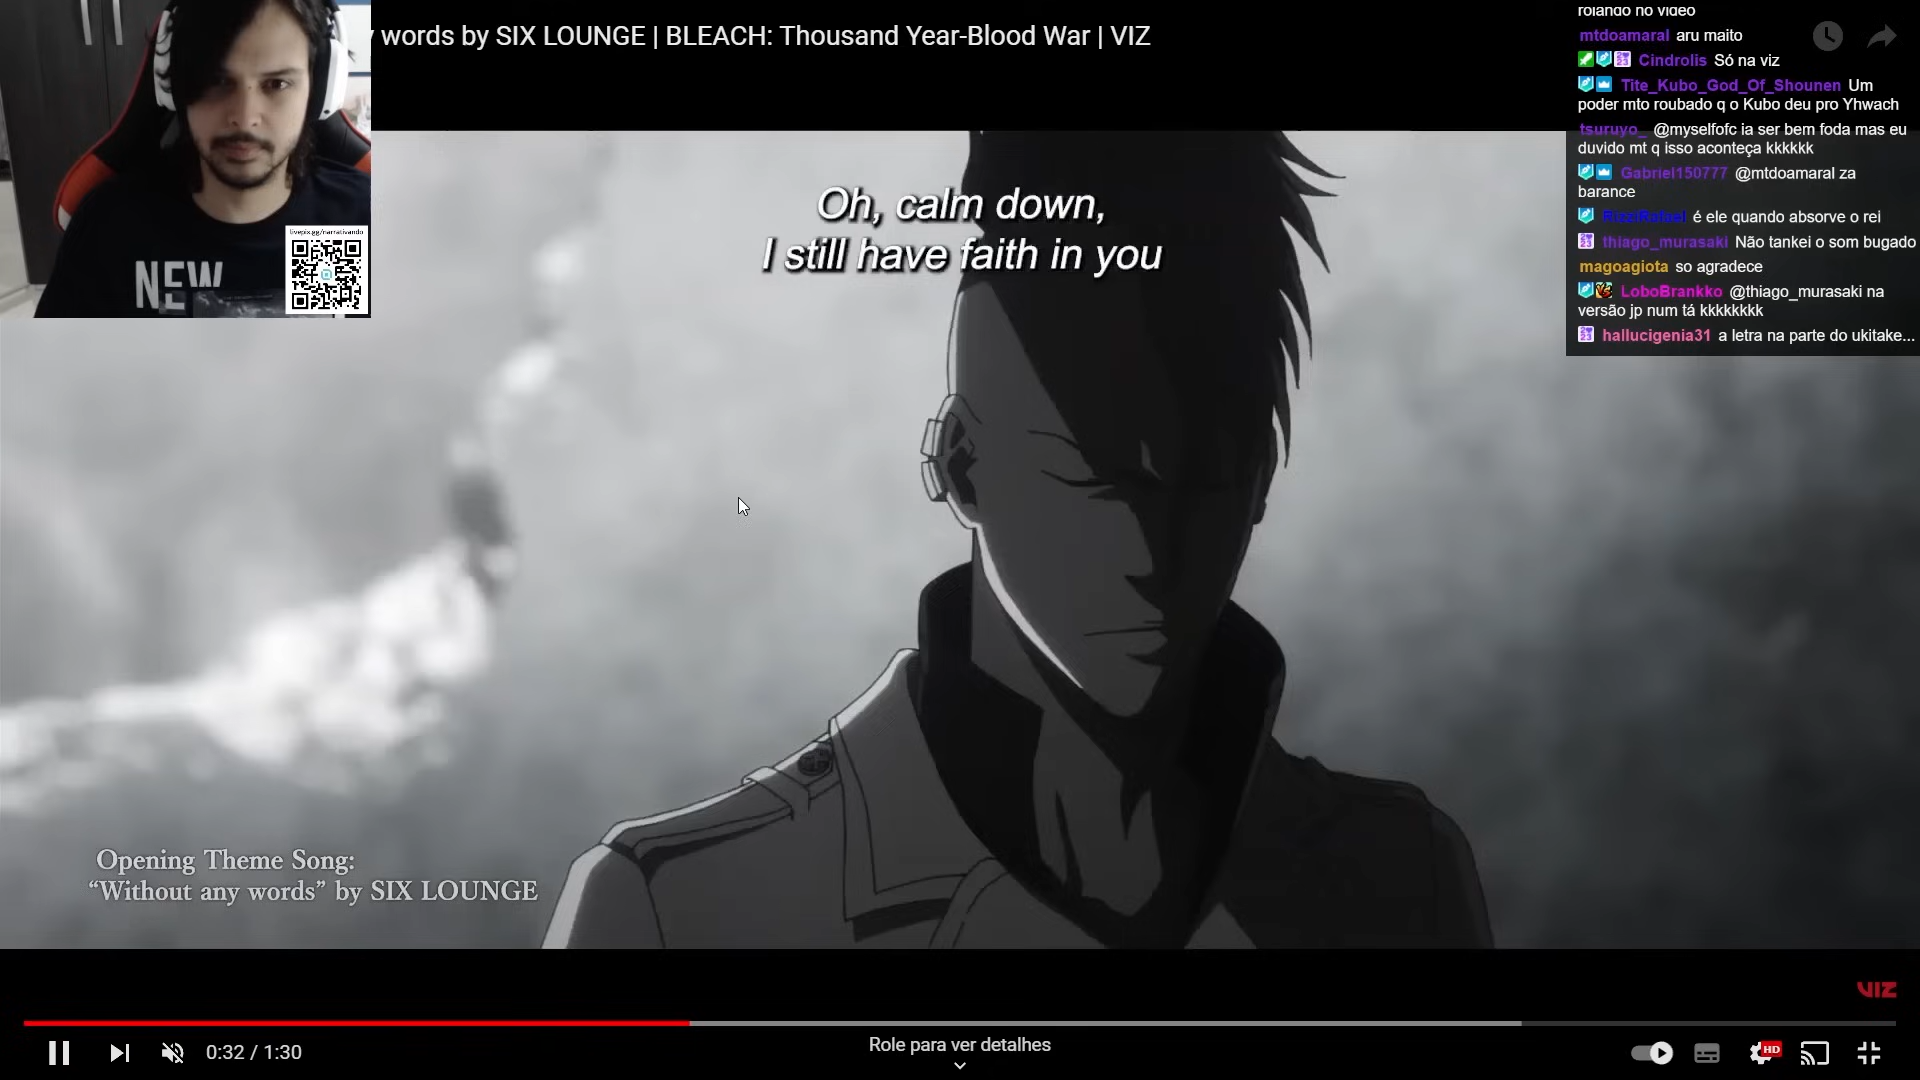 words by SIX LOUNGE | BLEACH: Thousand Year-Blood War | VIZ
Oh, calm down,
I still have faith in you
livepix.gg/narrativando
NEW
rolando no vídeo
mtdoamaral aru maito
Cindrolis Só na viz
Tite_Kubo_God_Of_Shounen Um
poder mto roubado q o Kubo deu pro Yhwach
tsuruyo_ @myselfofc ia ser bem foda mas eu
duvido mt q isso aconteça kkkkkk
Gabriel150777 @mtdoamaral za
barance
RizziRafael é ele quando absorve o rei
thiago_murasaki Não tankei o som bugado
magoagiota so agradece
LoboBrankko @thiago_murasaki na
versão jp num tá kkkkkkkk
hallucigenia31 a letra na parte do ukitake...
Opening Theme Song:
“Without any words” by SIX LOUNGE
VIZ
0:32 / 1:30
Role para ver detalhes
HD